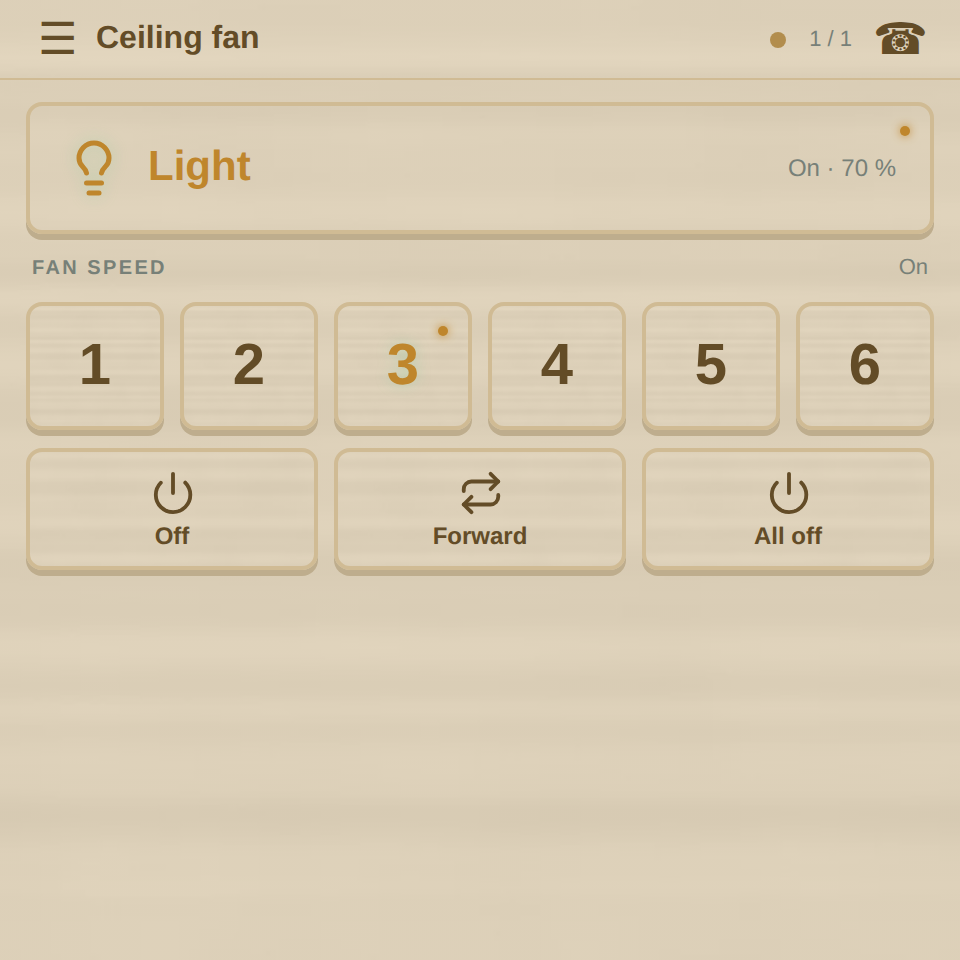 Ceiling fan
1 / 1
Light
On · 70 %
FAN SPEED
On
1 2 3 4 5 6
Off
Forward
All off